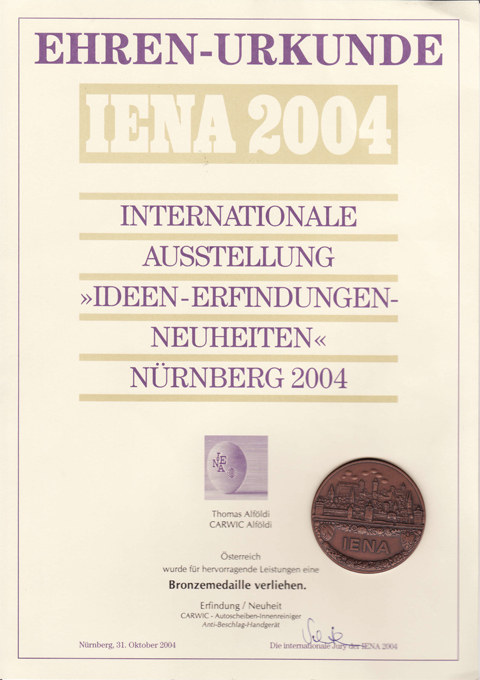 EHREN-URKUNDE
IENA 2004
INTERNATIONALE
AUSSTELLUNG
»IDEEN-ERFINDUNGEN-
NEUHEITEN«
NÜRNBERG 2004
IENA
Thomas Alföldi
CARWIC Alföldi
IENA
Österreich
wurde für hervorragende Leistungen eine
Bronzemedaille verliehen.
Erfindung / Neuheit
CARWIC - Autoscheiben-Innenreiniger
Anti-Beschlag-Handgerät
Nürnberg, 31. Oktober 2004
Die internationale Jury der IENA 2004